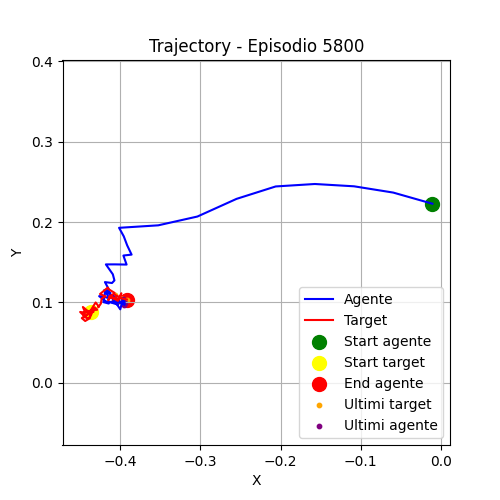 Trajectory - Episodio 5800
0.4
0.3
0.2
0.1
0.0
Y
−0.4
−0.3
−0.2
−0.1
0.0
X
Agente
Target
Start agente
Start target
End agente
Ultimi target
Ultimi agente